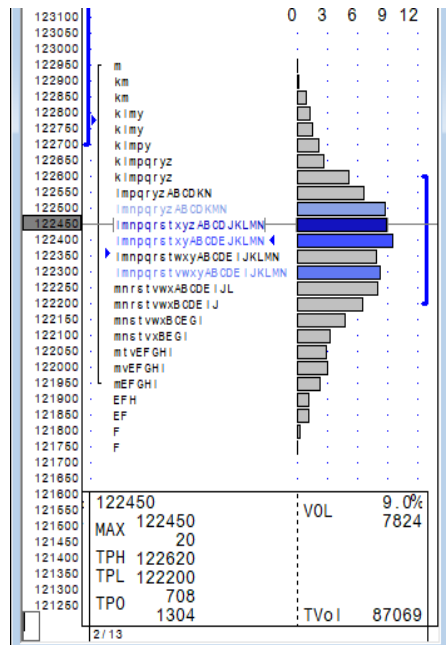 0 3 6 9 12
123100
123050
123000
122950 m
122900 km
122850 km
122800 klmy
122750 klmy
122700 klmpy
122650 klmpqryz
122600 klmpqryz
122550 lmpqryzABCDKN
122500 lmnpqryzABCDKMN
122450 lmnpqrstxyzABCDJKLMN
122400 lmnpqrstxyABCDEJKLMN
122350 lmnpqrstwxyABCDEIJKLMN
122300 lmnpqrstvwxyABCDEIJKLMN
122250 mnrstvwxABCDEIJL
122200 mnrstvwxBCDEIJ
122150 mnstvwxBCEGI
122100 mnstvxBEGI
122050 mtvEFGHI
122000 mvEFGHI
121950 mEFGHI
121900 EFH
121850 EF
121800 F
121750 F
121700
121650
121600
121550
121500
121450
121400
121350
121300
121250
122450
MAX 122450
20
TPH 122620
TPL 122200
TPO 708
1304
VOL 9.0%
7824
TVol 87069
2/13